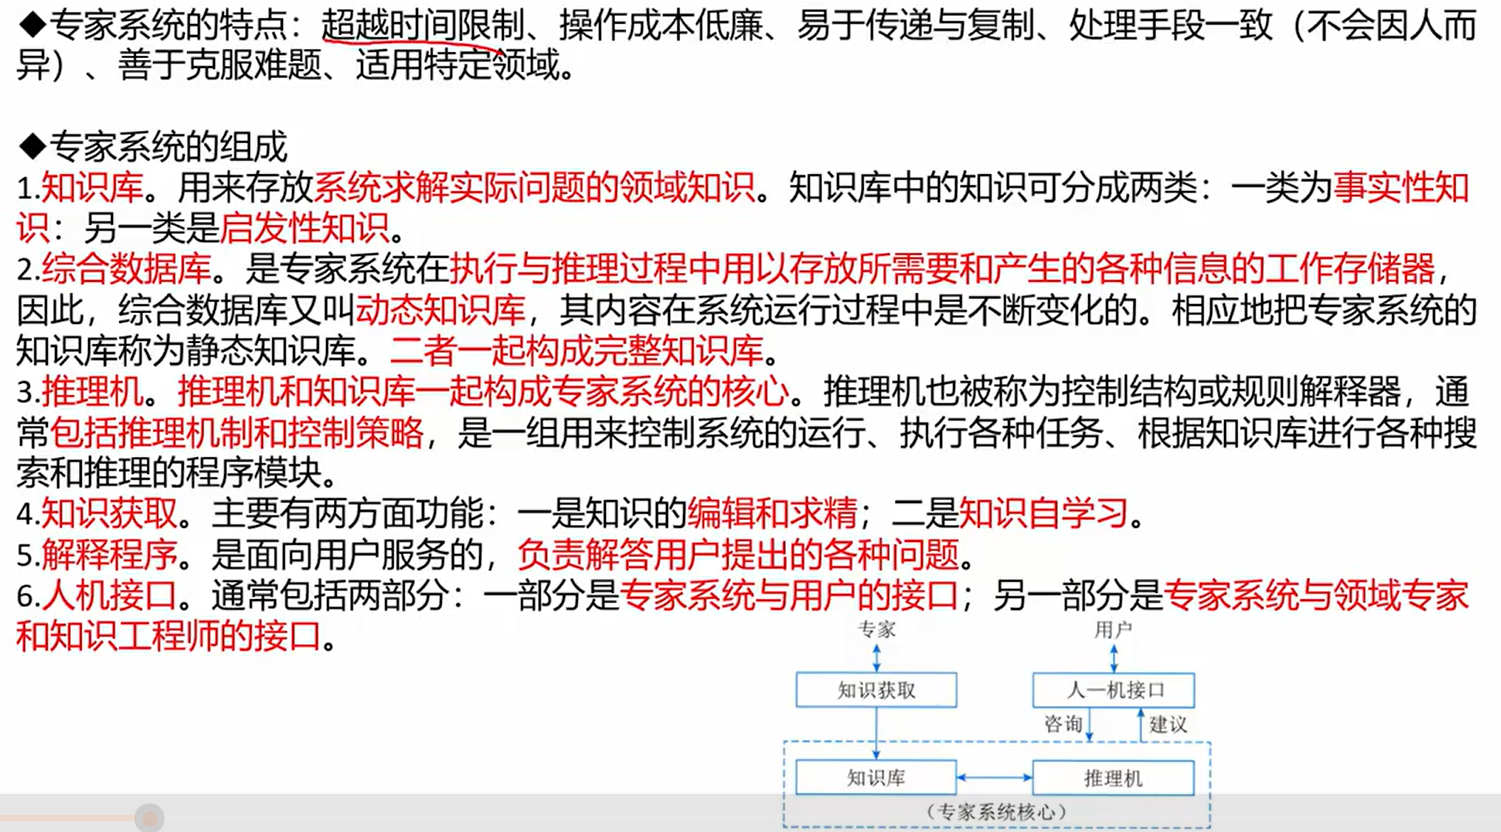 ◆专家系统的特点：超越时间限制、操作成本低廉、易于传递与复制、处理手段一致（不会因人而
异）、善于克服难题、适用特定领域。
◆专家系统的组成
1.知识库。用来存放系统求解实际问题的领域知识。知识库中的知识可分成两类：一类为事实性知
识：另一类是启发性知识。
2.综合数据库。是专家系统在执行与推理过程中用以存放所需要和产生的各种信息的工作存储器，
因此，综合数据库又叫动态知识库，其内容在系统运行过程中是不断变化的。相应地把专家系统的
知识库称为静态知识库。二者一起构成完整知识库。
3.推理机。推理机和知识库一起构成专家系统的核心。推理机也被称为控制结构或规则解释器，通
常包括推理机制和控制策略，是一组用来控制系统的运行、执行各种任务、根据知识库进行各种搜
索和推理的程序模块。
4.知识获取。主要有两方面功能：一是知识的编辑和求精；二是知识自学习。
5.解释程序。是面向用户服务的，负责解答用户提出的各种问题。
6.人机接口。通常包括两部分：一部分是专家系统与用户的接口；另一部分是专家系统与领域专家
和知识工程师的接口。
专家 用户
知识获取 人—机接口
咨询 建议
知识库 推理机
（专家系统核心）